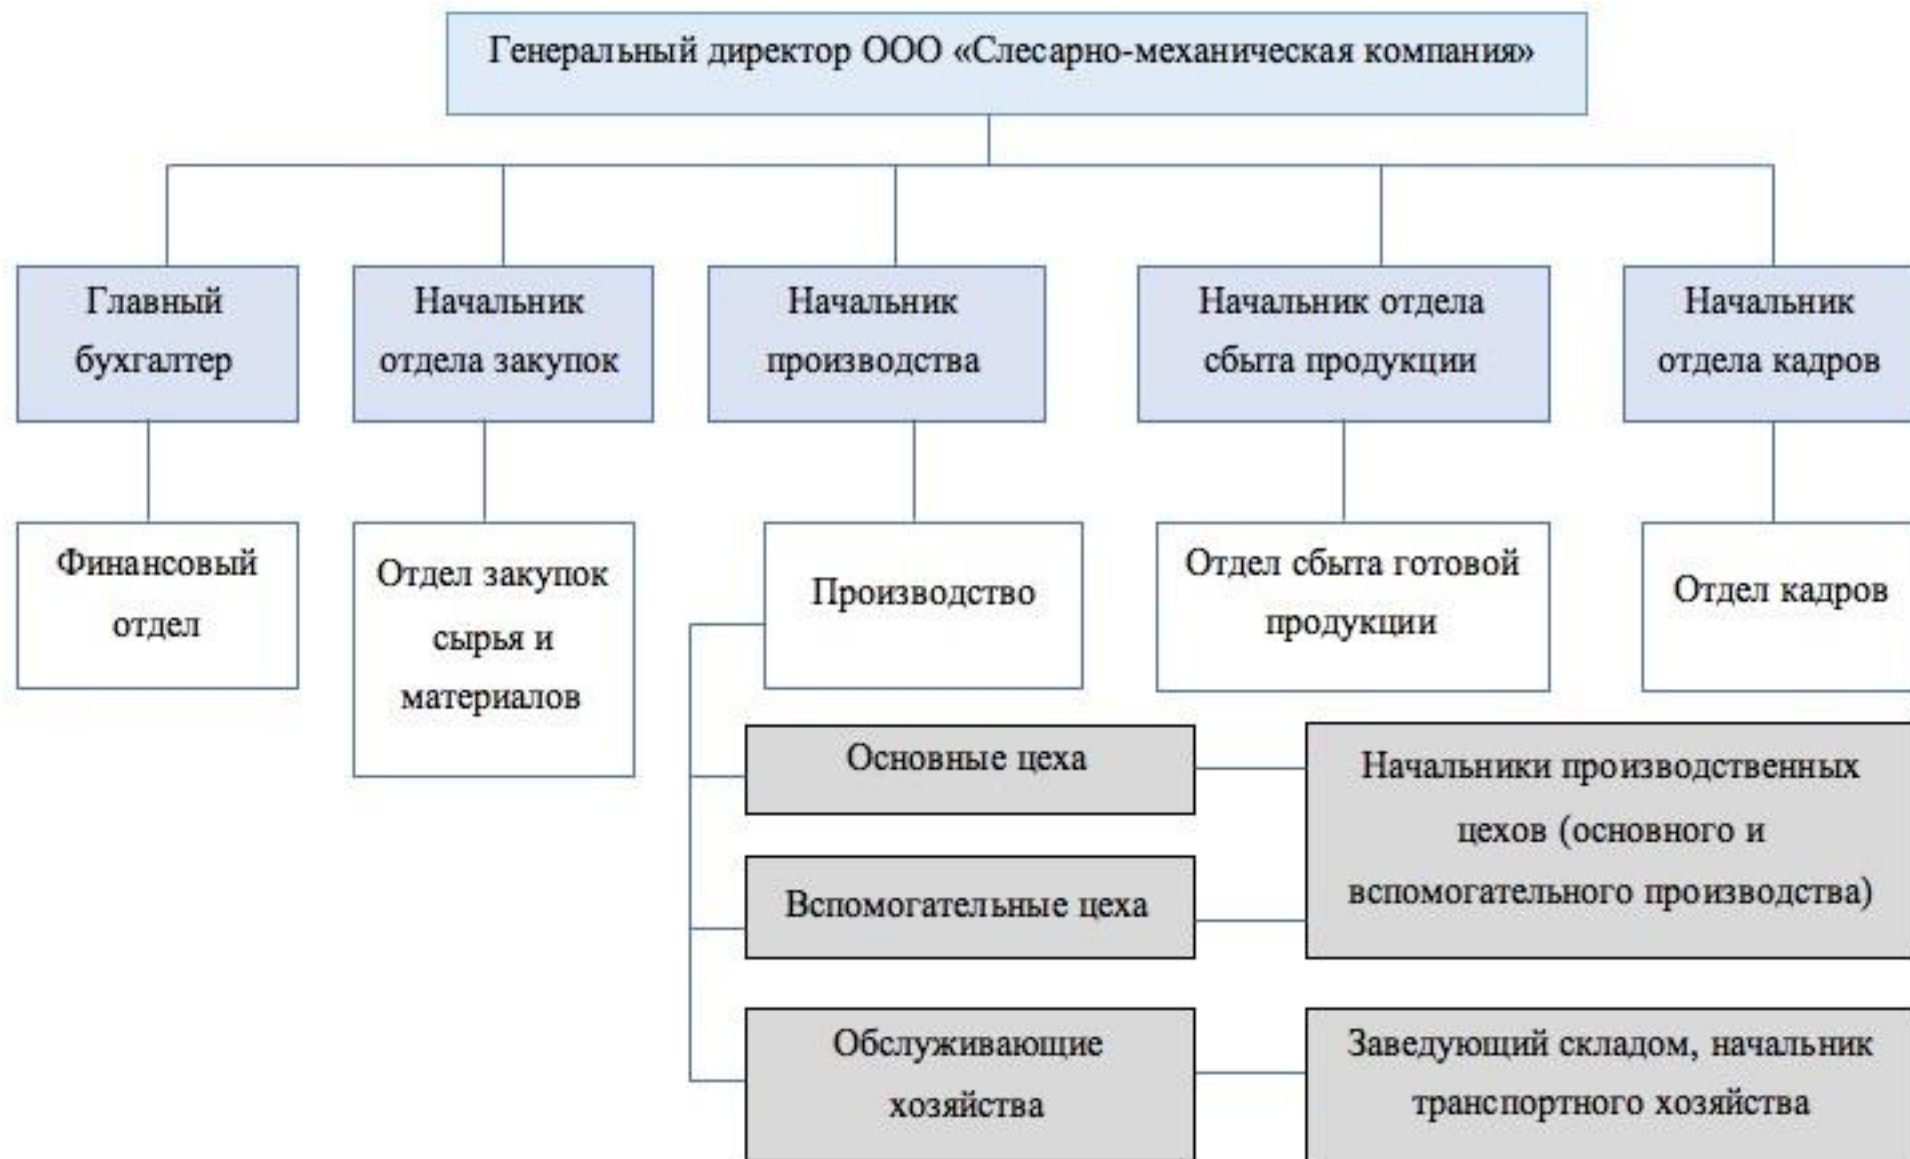 Генеральный директор ООО «Слесарно-механическая компания»
Главный
бухгалтер
Начальник
отдела закупок
Начальник
производства
Начальник отдела
сбыта продукции
Начальник
отдела кадров
Финансовый
отдел
Отдел закупок
сырья и
материалов
Производство
Отдел сбыта готовой
продукции
Отдел кадров
Основные цеха
Начальники производственных
цехов (основного и
вспомогательного производства)
Вспомогательные цеха
Обслуживающие
хозяйства
Заведующий складом, начальник
транспортного хозяйства